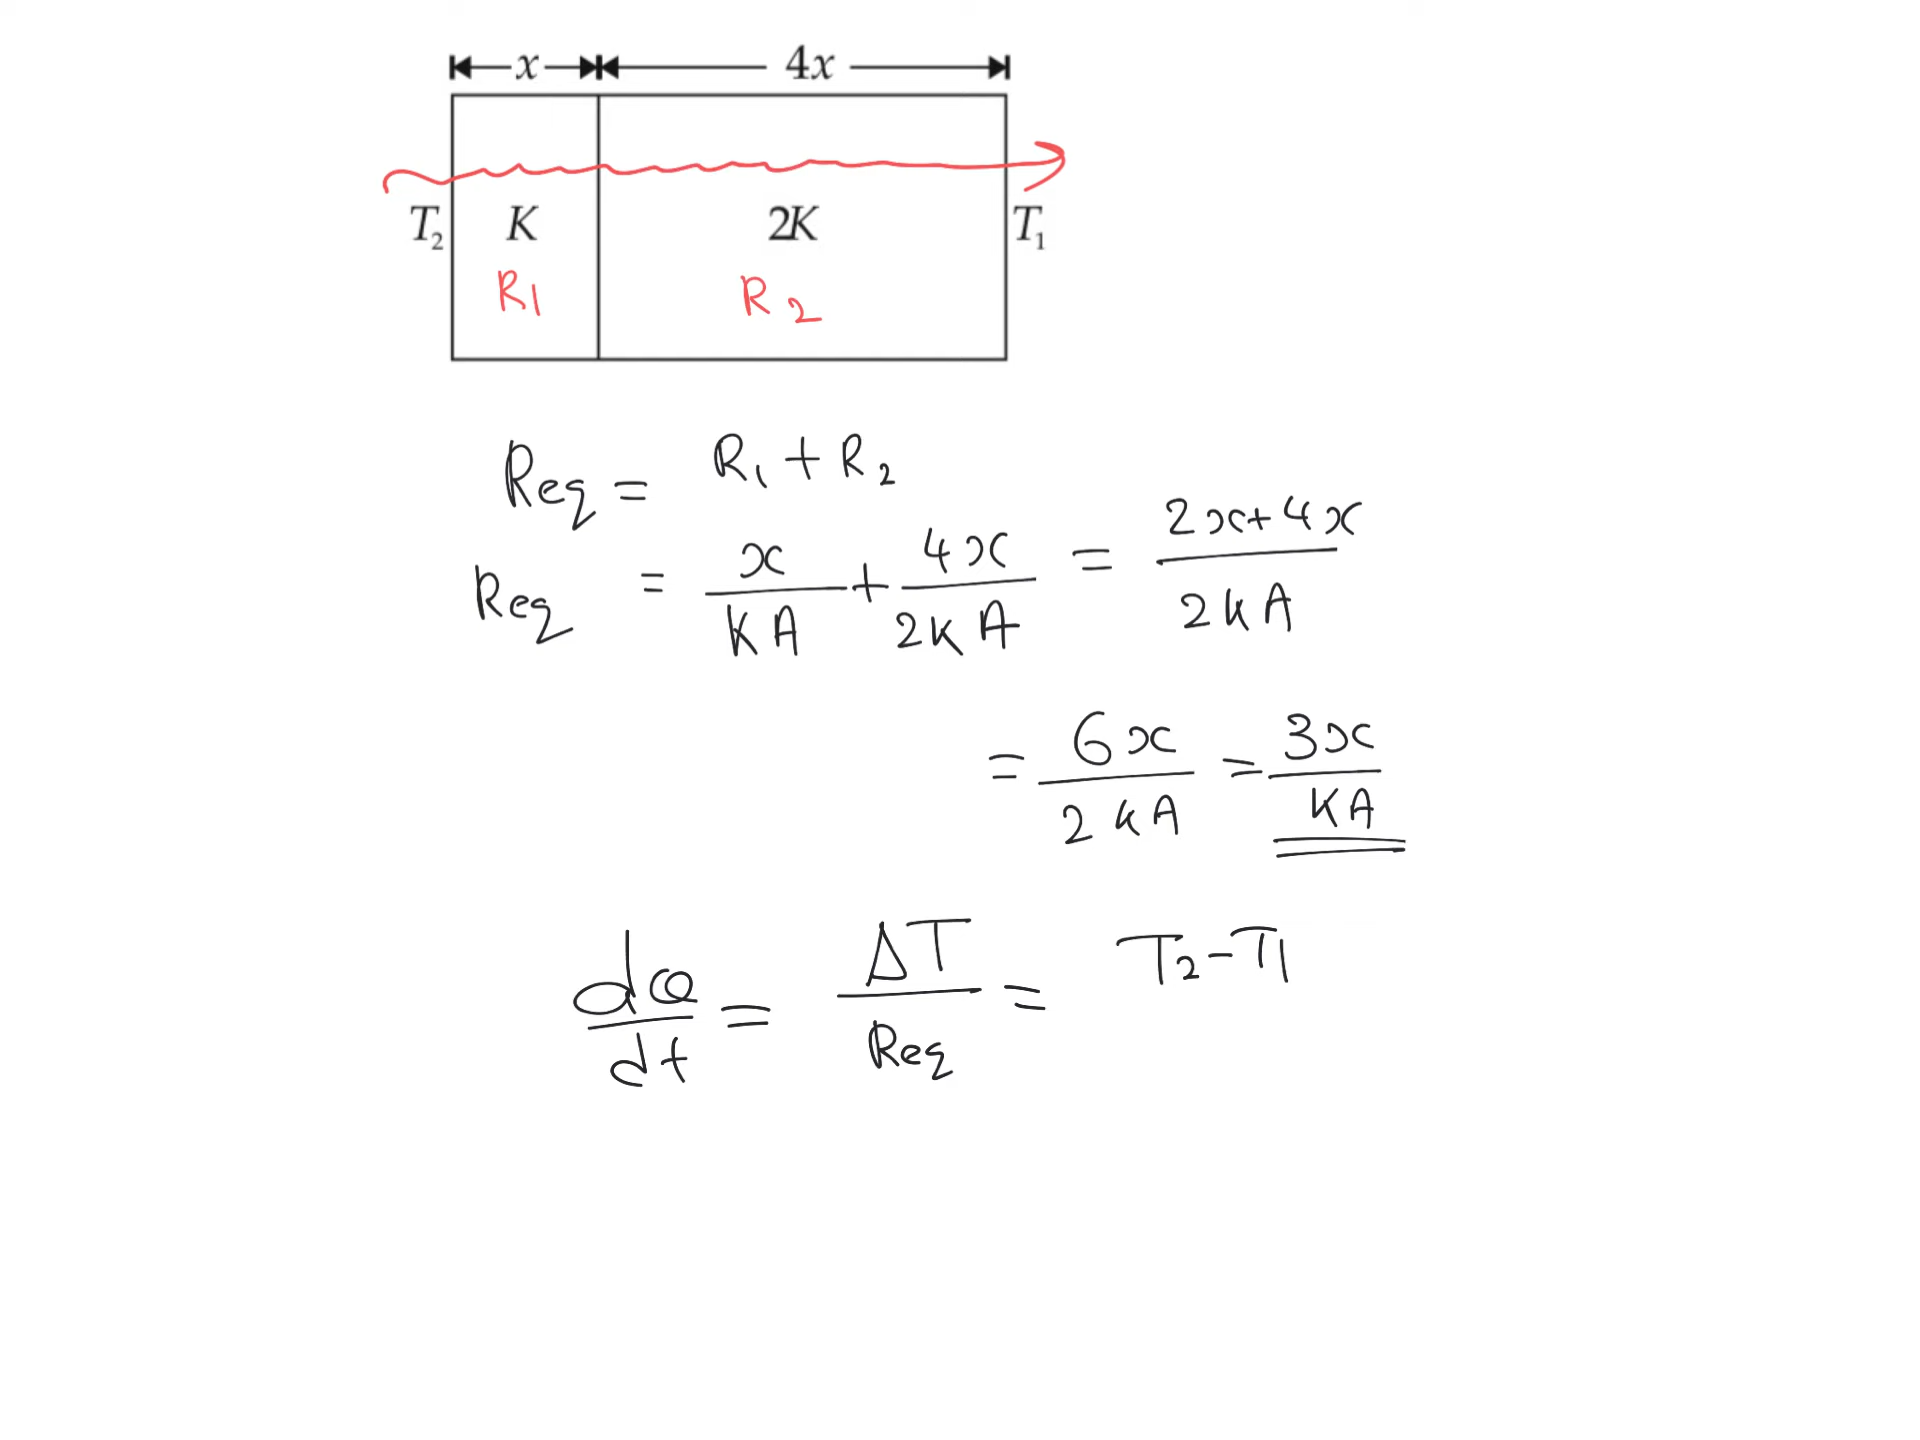 x 4x
T₂ K 2K T₁
R₁ R₂
Req = R₁ + R₂
Req = x/KA + 4x/2KA = 2x+4x/2KA
= 6x/2KA = 3x/KA
dQ/dt = ΔT/Req = T₂-T₁